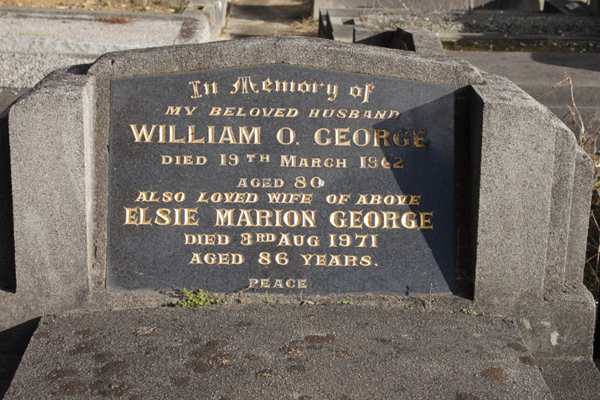 In Memory of
MY BELOVED HUSBAND
WILLIAM O. GEORGE
DIED 19TH MARCH 1962
AGED 80
ALSO LOVED WIFE OF ABOVE
ELSIE MARION GEORGE
DIED 3RD AUG 1971
AGED 86 YEARS.
PEACE